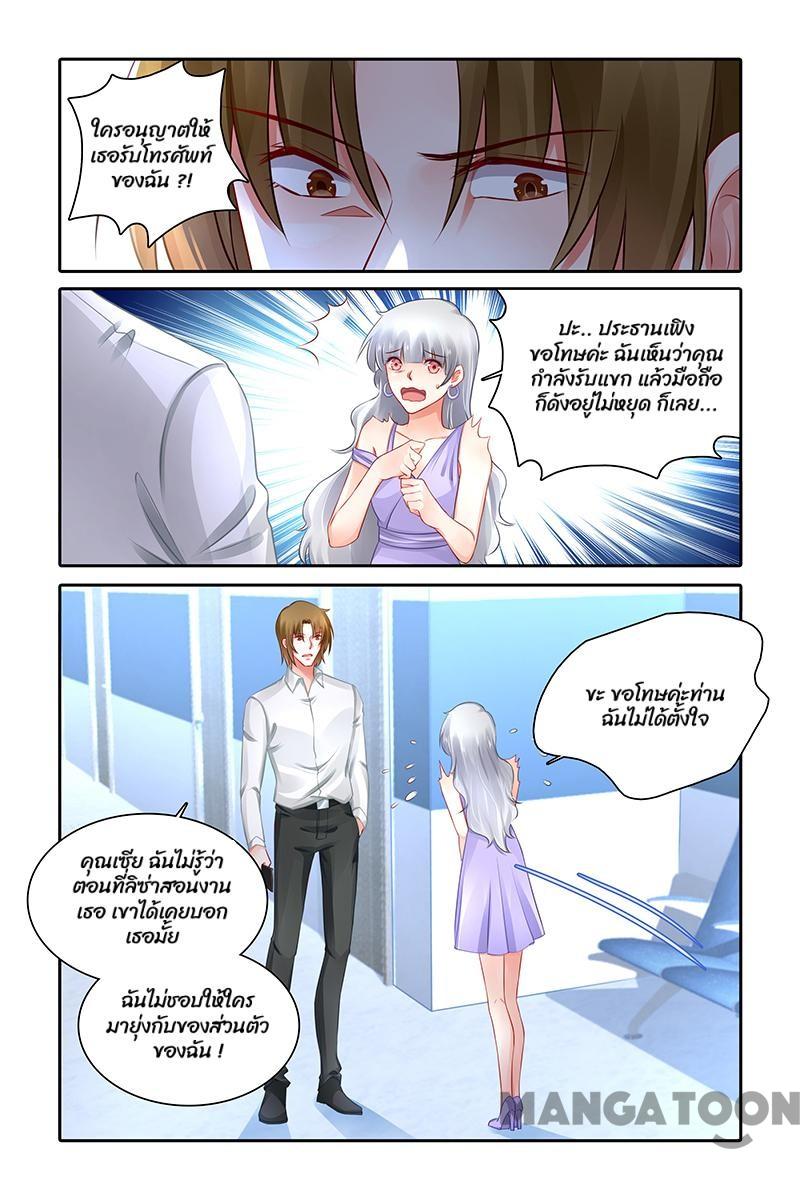 ใครอนุญาตให้
เธอรับโทรศัพท์
ของฉัน ?!
ปะ.. ประธานเฟิง
ขอโทษค่ะ ฉันเห็นว่าคุณ
กำลังรับแขก แล้วมือถือ
ก็ดังอยู่ไม่หยุด ก็เลย...
ขะ ขอโทษค่ะท่าน
ฉันไม่ได้ตั้งใจ
คุณเซีย ฉันไม่รู้ว่า
ตอนที่ลิซ่าสอนงาน
เธอ เขาได้เคยบอก
เธอมั้ย
ฉันไม่ชอบให้ใคร
มายุ่งกับของส่วนตัว
ของฉัน !
MANGATOON